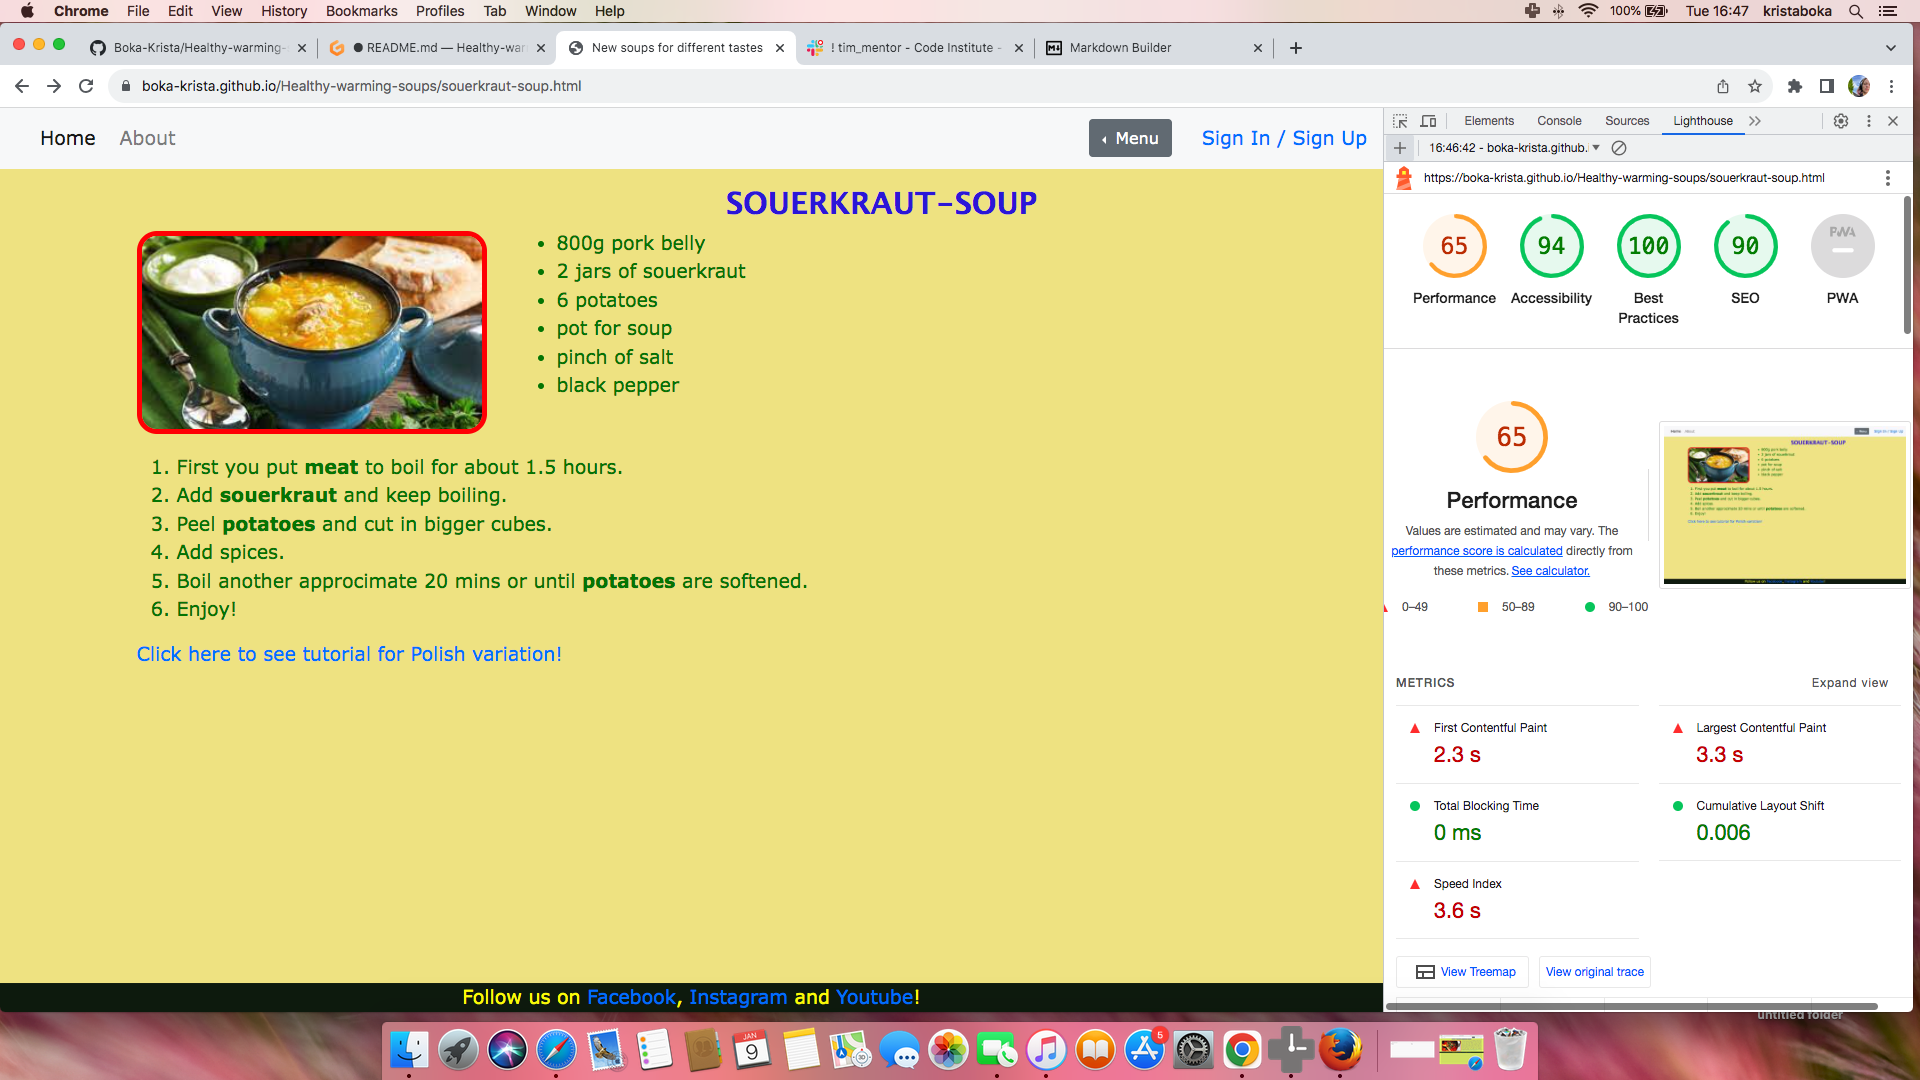 Chrome File Edit View History Bookmarks Profiles Tab Window Help 100% Tue 16:47 kristaboka
Boka-Krista/Healthy-warming- README.md — Healthy-war New soups for different tastes ! tim_mentor - Code Institute - Markdown Builder
boka-krista.github.io/Healthy-warming-soups/souerkraut-soup.html
Home About Menu Sign In / Sign Up
SOUERKRAUT-SOUP
• 800g pork belly
• 2 jars of souerkraut
• 6 potatoes
• pot for soup
• pinch of salt
• black pepper
1. First you put meat to boil for about 1.5 hours.
2. Add souerkraut and keep boiling.
3. Peel potatoes and cut in bigger cubes.
4. Add spices.
5. Boil another approcimate 20 mins or until potatoes are softened.
6. Enjoy!
Click here to see tutorial for Polish variation!
Follow us on Facebook, Instagram and Youtube!
Elements Console Sources Lighthouse
16:46:42 - boka-krista.github.
https://boka-krista.github.io/Healthy-warming-soups/souerkraut-soup.html
65 94 100 90 PWA
Performance Accessibility Best Practices SEO PWA
65
Performance
Values are estimated and may vary. The
performance score is calculated directly from
these metrics. See calculator.
0–49 50–89 90–100
SOUERKRAUT-SOUP
METRICS Expand view
First Contentful Paint
2.3 s
Largest Contentful Paint
3.3 s
Total Blocking Time
0 ms
Cumulative Layout Shift
0.006
Speed Index
3.6 s
View Treemap View original trace
untitled folder
JAN
9
5